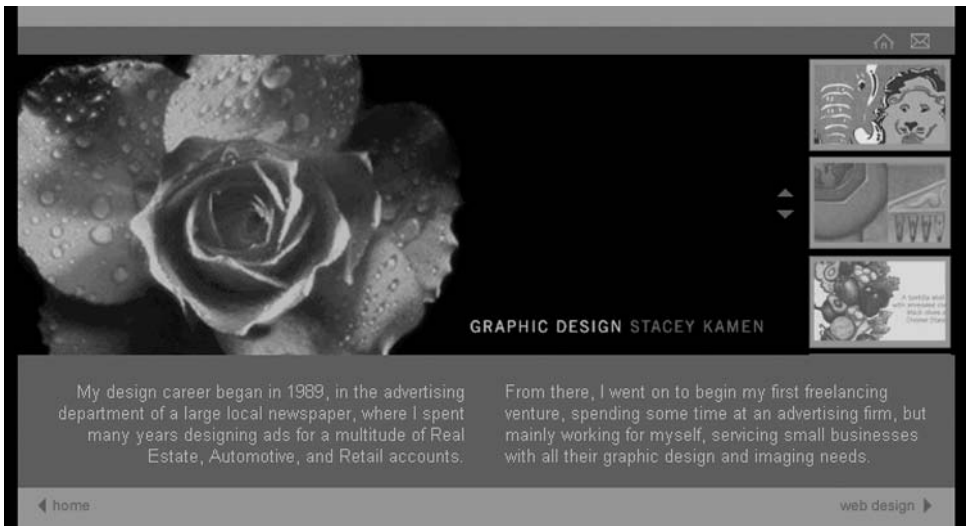 GRAPHIC DESIGN STACEY KAMEN
My design career began in 1989, in the advertising
department of a large local newspaper, where I spent
many years designing ads for a multitude of Real
Estate, Automotive, and Retail accounts.
From there, I went on to begin my first freelancing
venture, spending some time at an advertising firm, but
mainly working for myself, servicing small businesses
with all their graphic design and imaging needs.
home
web design